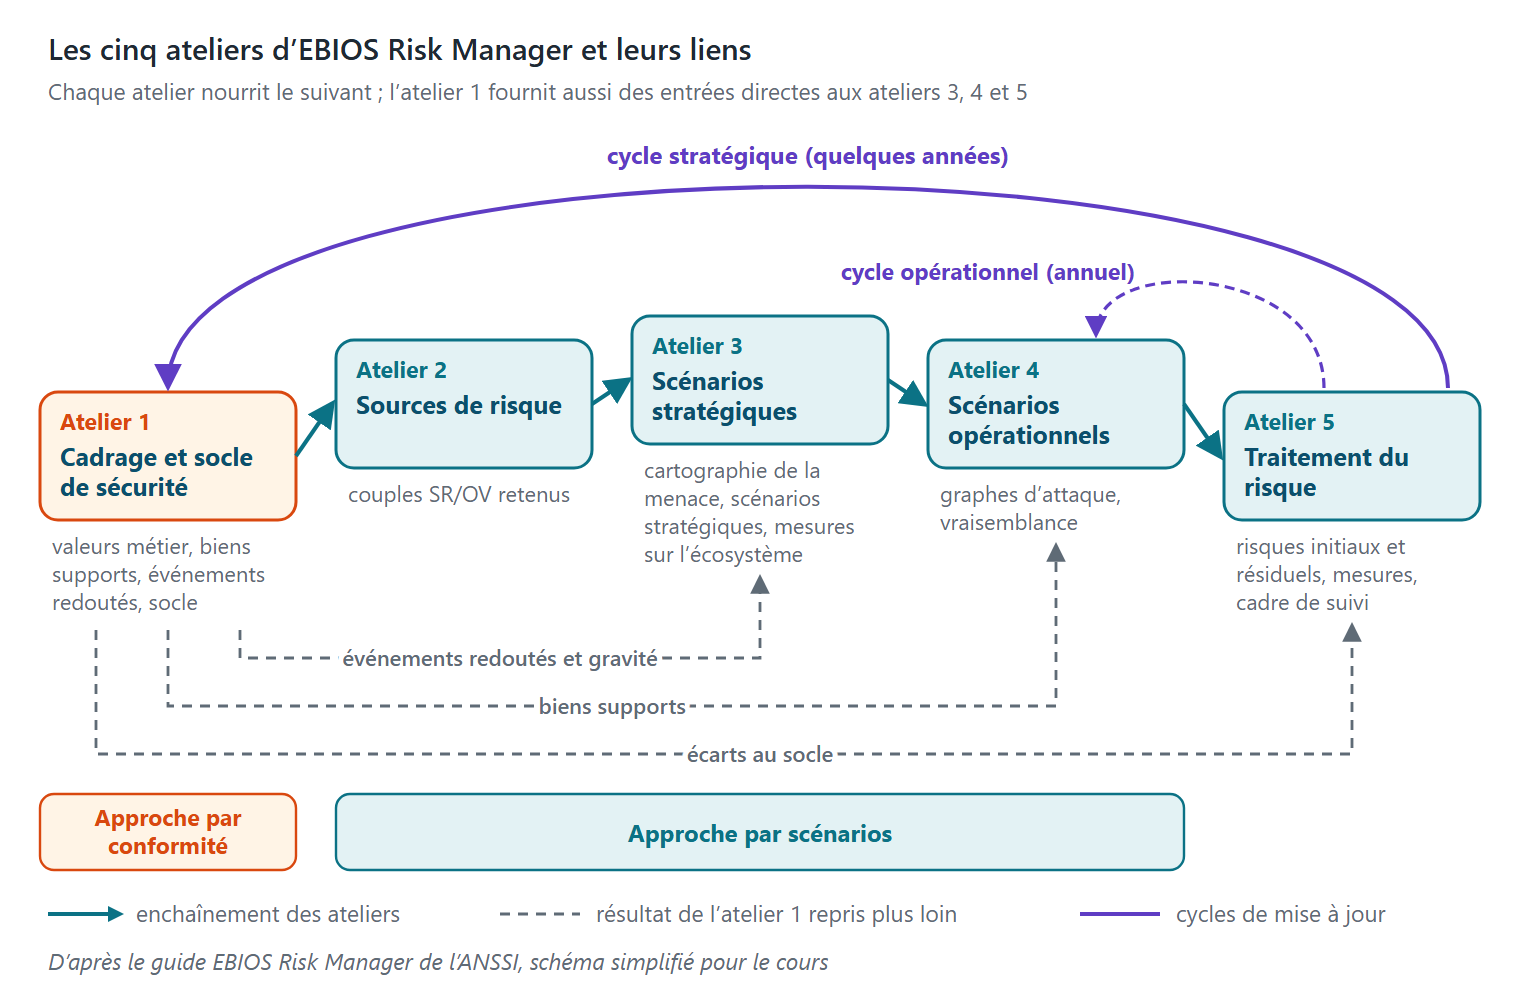 Les cinq ateliers d’EBIOS Risk Manager et leurs liens
Chaque atelier nourrit le suivant ; l’atelier 1 fournit aussi des entrées directes aux ateliers 3, 4 et 5
cycle stratégique (quelques années)
cycle opérationnel (annuel)
Atelier 1
Cadrage et socle
de sécurité
valeurs métier, biens
supports, événements
redoutés, socle
Atelier 2
Sources de risque
couples SR/OV retenus
Atelier 3
Scénarios
stratégiques
cartographie de la
menace, scénarios
stratégiques, mesures
sur l’écosystème
Atelier 4
Scénarios
opérationnels
graphes d’attaque,
vraisemblance
Atelier 5
Traitement du
risque
risques initiaux et
résiduels, mesures,
cadre de suivi
événements redoutés et gravité
biens supports
écarts au socle
Approche par
conformité
Approche par scénarios
enchaînement des ateliers
résultat de l’atelier 1 repris plus loin
cycles de mise à jour
D’après le guide EBIOS Risk Manager de l’ANSSI, schéma simplifié pour le cours